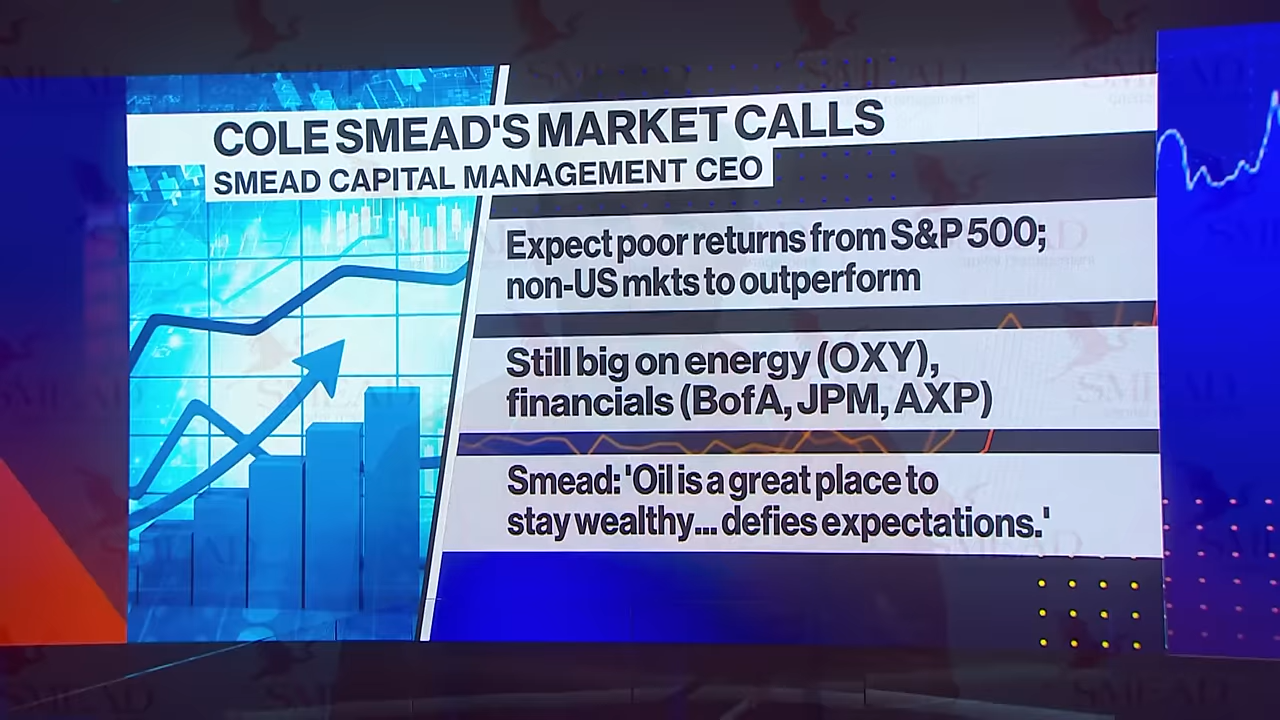 COLE SMEAD'S MARKET CALLS
SMEAD CAPITAL MANAGEMENT CEO
Expect poor returns from S&P 500;
non-US mkts to outperform
Still big on energy (OXY),
financials (BofA, JPM, AXP)
Smead: 'Oil is a great place to
stay wealthy... defies expectations.'
SMEAD